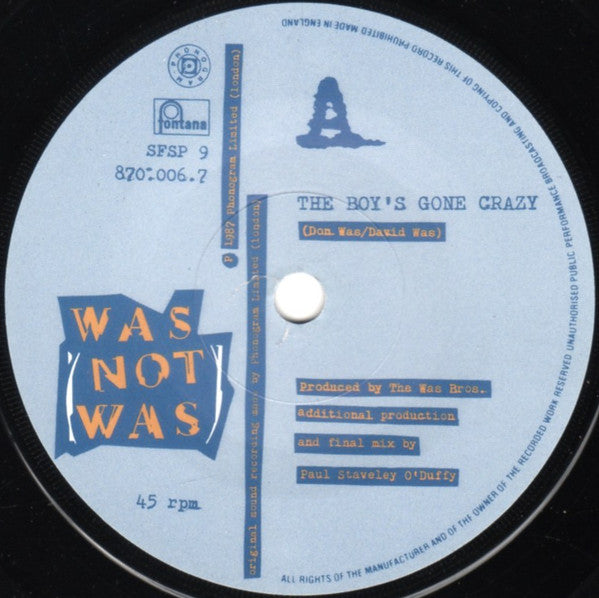 ALL RIGHTS OF THE MANUFACTURER AND OF THE OWNER OF THE RECORDED WORK RESERVED UNAUTHORISED PUBLIC PERFORMANCE BROADCASTING AND COPYING OF THIS RECORD PROHIBITED MADE IN ENGLAND
PHONOGRAM
fontana
SFSP 9
870.006.7
P 1987 Phonogram Limited (london)
original sound recording made by Phonogram Limited (london)
A
THE BOY'S GONE CRAZY
(Don Was/David Was)
WAS
(NOT
WAS)
produced by The Was Bros.
additional production
and final mix by
Paul Staveley O'Duffy
45 rpm